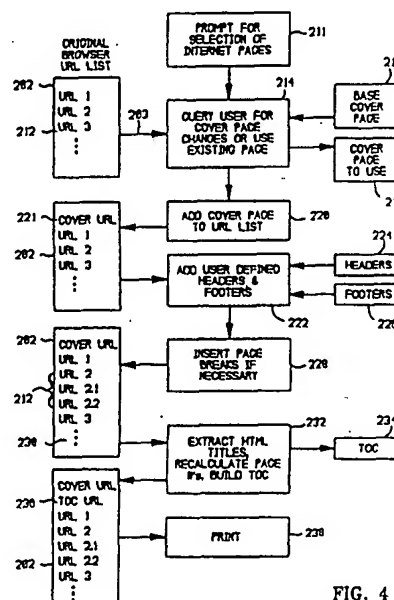 ORIGINAL
BROWSER
URL LIST
202
URL 1
212
URL 2
URL 3
203
PROMPT FOR
SELECTION OF
INTERNET PAGES
211
214
QUERY USER FOR
COVER PAGE
CHANGES OR USE
EXISTING PAGE
BASE
COVER
PAGE
COVER
PAGE
TO USE
221
COVER URL
URL 1
202
URL 2
URL 3
ADD COVER PAGE
TO URL LIST
220
ADD USER DEFINED
HEADERS &
FOOTERS
222
224
HEADERS
FOOTERS
226
202
COVER URL
URL 1
212
URL 2
URL 2.1
URL 2.2
URL 3
230
INSERT PAGE
BREAKS IF
NECESSARY
228
232
EXTRACT HTML
TITLES,
RECALCULATE PAGE
#'s, BUILD TOC
234
TOC
COVER URL
236
TOC URL
URL 1
URL 2
URL 2.1
202
URL 2.2
URL 3
PRINT
238
FIG. 4